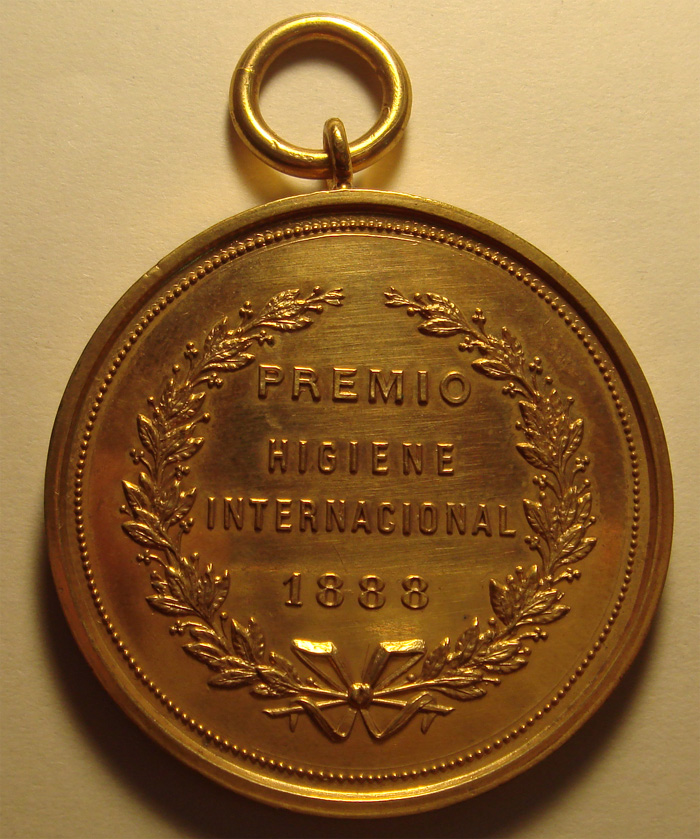 PREMIO
HIGIENE
INTERNACIONAL
1888